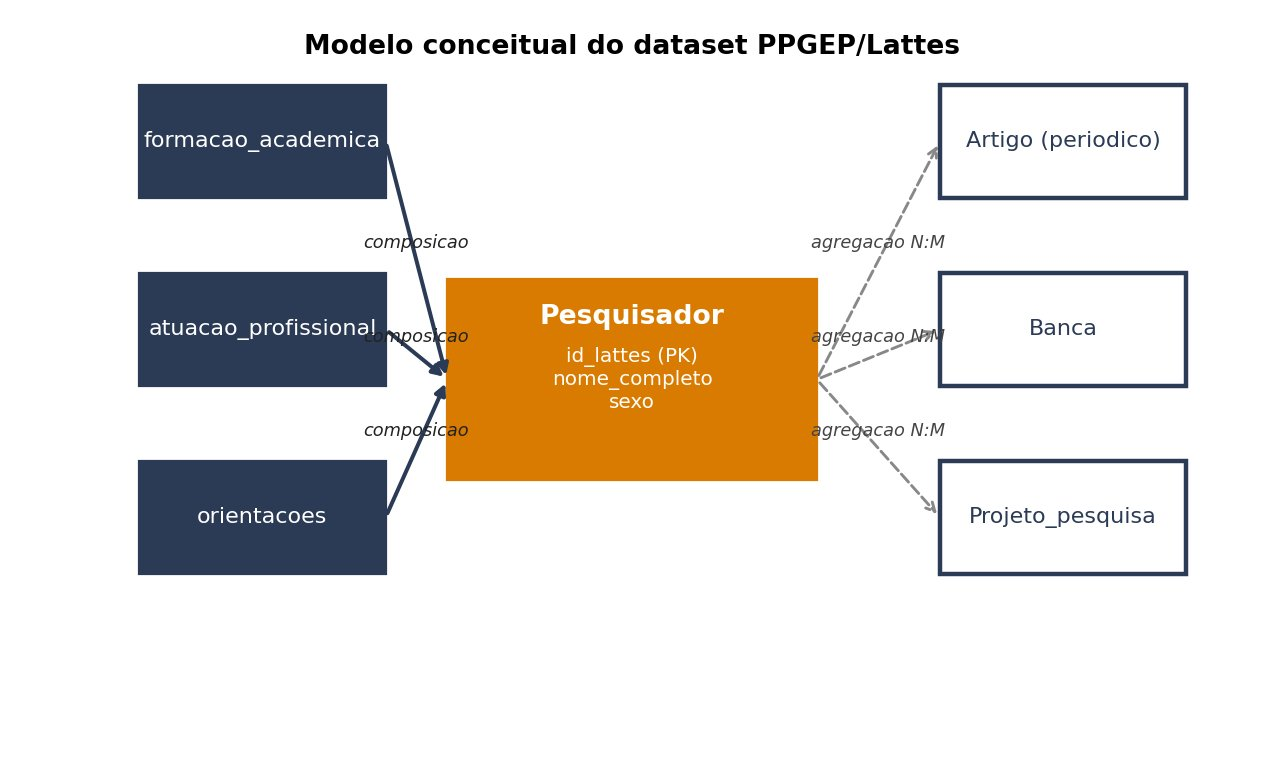 Modelo conceitual do dataset PPGEP/Lattes
formacao_academica
composicao
atuacao_profissional
composicao
orientacoes
composicao
Pesquisador
id_lattes (PK)
nome_completo
sexo
Artigo (periodico)
agregacao N:M
Banca
agregacao N:M
Projeto_pesquisa
agregacao N:M